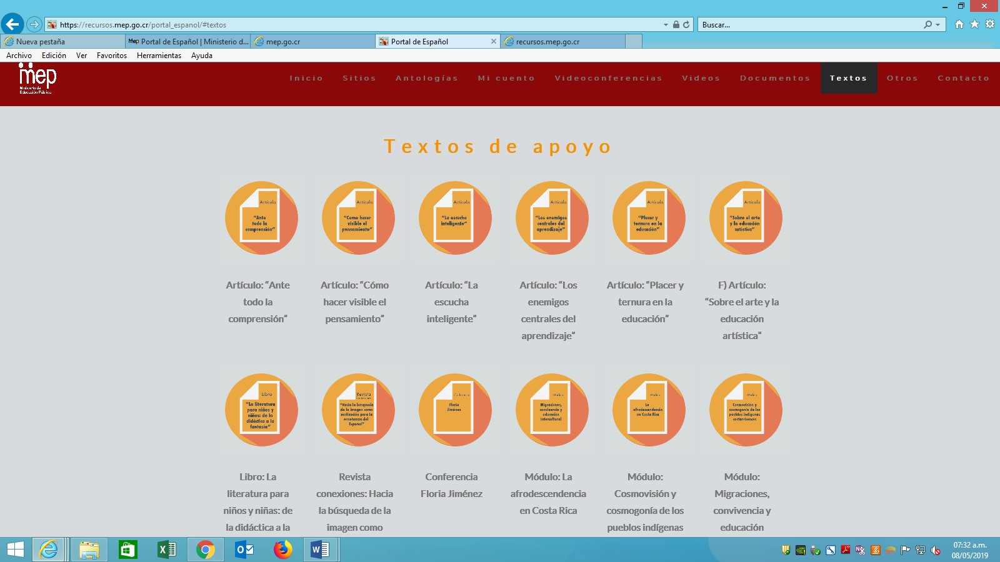 https://recursos.mep.go.cr/portal_espanol/#textos
Buscar...
Nueva pestaña
mep Portal de Español | Ministerio d...
mep.go.cr
Portal de Español
recursos.mep.go.cr
Archivo Edición Ver Favoritos Herramientas Ayuda
mep
Ministerio de
Educación Pública
Inicio Sitios Antologías Mi cuento Videoconferencias Videos Documentos Textos Otros Contacto
Textos de apoyo
Artículo
“Ante
todo la
comprensión”
Artículo
“Como hacer
visible el
pensamiento”
Artículo
“La escucha
inteligente”
Artículo
“Los enemigos
centrales del
aprendizaje”
Artículo
“Placer y
ternura en la
educación”
Artículo
“Sobre el arte
y la educación
artística”
Artículo: “Ante
todo la
comprensión”
Artículo: “Cómo
hacer visible el
pensamiento”
Artículo: “La
escucha
inteligente”
Artículo: “Los
enemigos
centrales del
aprendizaje”
Artículo: “Placer y
ternura en la
educación”
F) Artículo:
“Sobre el arte y la
educación
artística”
Libro
“La literatura
para niños y
niñas: de la
didáctica a la
fantasía”
Revista
Conexiones
“Hacia la búsqueda
de la imagen como
motivación para la
enseñanza del
Español”
Conferencia
Floria
Jiménez
Módulo
Migraciones,
convivencia y
educación
intercultural
Módulo
La
afrodescendencia
en Costa Rica
Módulo
Cosmovisión y
cosmogonía de los
pueblos indígenas
costarricenses
Libro: La
literatura para
niños y niñas: de
la didáctica a la
Revista
conexiones: Hacia
la búsqueda de la
imagen como
Conferencia
Floria Jiménez
Módulo: La
afrodescendencia
en Costa Rica
Módulo:
Cosmovisión y
cosmogonía de los
pueblos indígenas
Módulo:
Migraciones,
convivencia y
educación
07:32 a.m.
08/05/2019